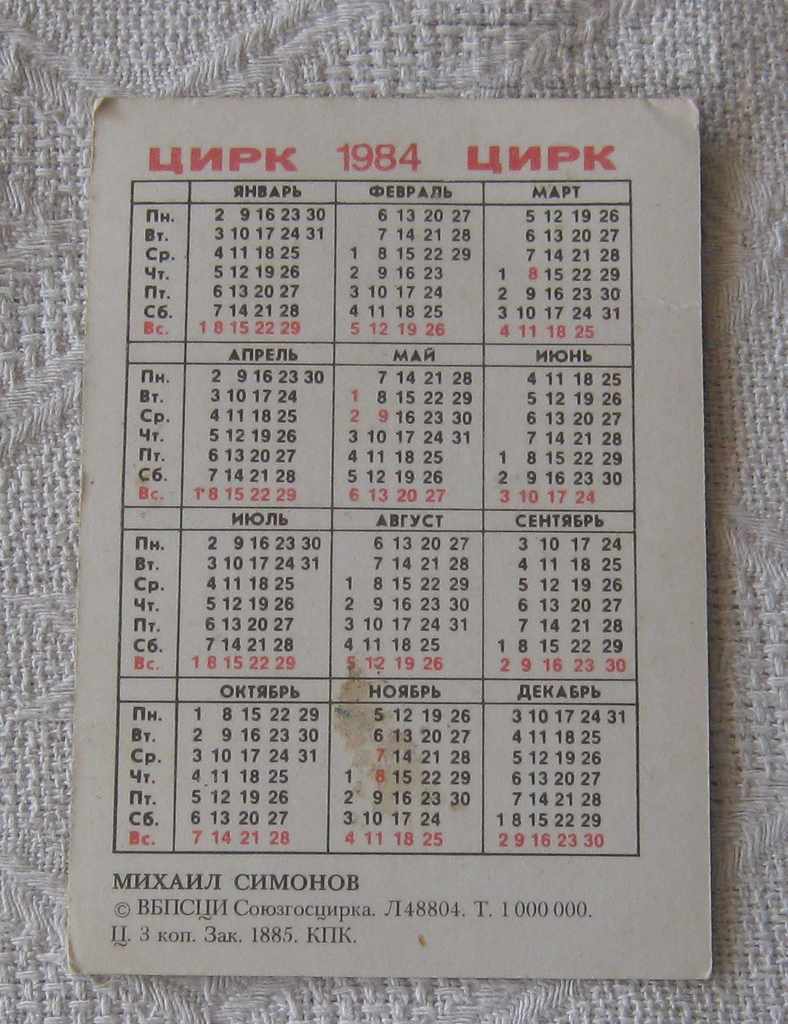 ЦИРК 1984 ЦИРК
ЯНВАРЬ ФЕВРАЛЬ МАРТ
Пн. 2 9 16 23 30 6 13 20 27 5 12 19 26
Вт. 3 10 17 24 31 7 14 21 28 6 13 20 27
Ср. 4 11 18 25 1 8 15 22 29 7 14 21 28
Чт. 5 12 19 26 2 9 16 23 1 8 15 22 29
Пт. 6 13 20 27 3 10 17 24 2 9 16 23 30
Сб. 7 14 21 28 4 11 18 25 3 10 17 24 31
Вс. 1 8 15 22 29 5 12 19 26 4 11 18 25
АПРЕЛЬ МАЙ ИЮНЬ
Пн. 2 9 16 23 30 7 14 21 28 4 11 18 25
Вт. 3 10 17 24 1 8 15 22 29 5 12 19 26
Ср. 4 11 18 25 2 9 16 23 30 6 13 20 27
Чт. 5 12 19 26 3 10 17 24 31 7 14 21 28
Пт. 6 13 20 27 4 11 18 25 1 8 15 22 29
Сб. 7 14 21 28 5 12 19 26 2 9 16 23 30
Вс. 1 8 15 22 29 6 13 20 27 3 10 17 24
ИЮЛЬ АВГУСТ СЕНТЯБРЬ
Пн. 2 9 16 23 30 6 13 20 27 3 10 17 24
Вт. 3 10 17 24 31 7 14 21 28 4 11 18 25
Ср. 4 11 18 25 1 8 15 22 29 5 12 19 26
Чт. 5 12 19 26 2 9 16 23 30 6 13 20 27
Пт. 6 13 20 27 3 10 17 24 31 7 14 21 28
Сб. 7 14 21 28 4 11 18 25 1 8 15 22 29
Вс. 1 8 15 22 29 5 12 19 26 2 9 16 23 30
ОКТЯБРЬ НОЯБРЬ ДЕКАБРЬ
Пн. 1 8 15 22 29 5 12 19 26 3 10 17 24 31
Вт. 2 9 16 23 30 6 13 20 27 4 11 18 25
Ср. 3 10 17 24 31 7 14 21 28 5 12 19 26
Чт. 4 11 18 25 1 8 15 22 29 6 13 20 27
Пт. 5 12 19 26 2 9 16 23 30 7 14 21 28
Сб. 6 13 20 27 3 10 17 24 1 8 15 22 29
Вс. 7 14 21 28 4 11 18 25 2 9 16 23 30
МИХАИЛ СИМОНОВ
© ВБПСЦИ Союзгосцирка. Л48804. Т. 1 000 000.
Ц. 3 коп. Зак. 1885. КПК.